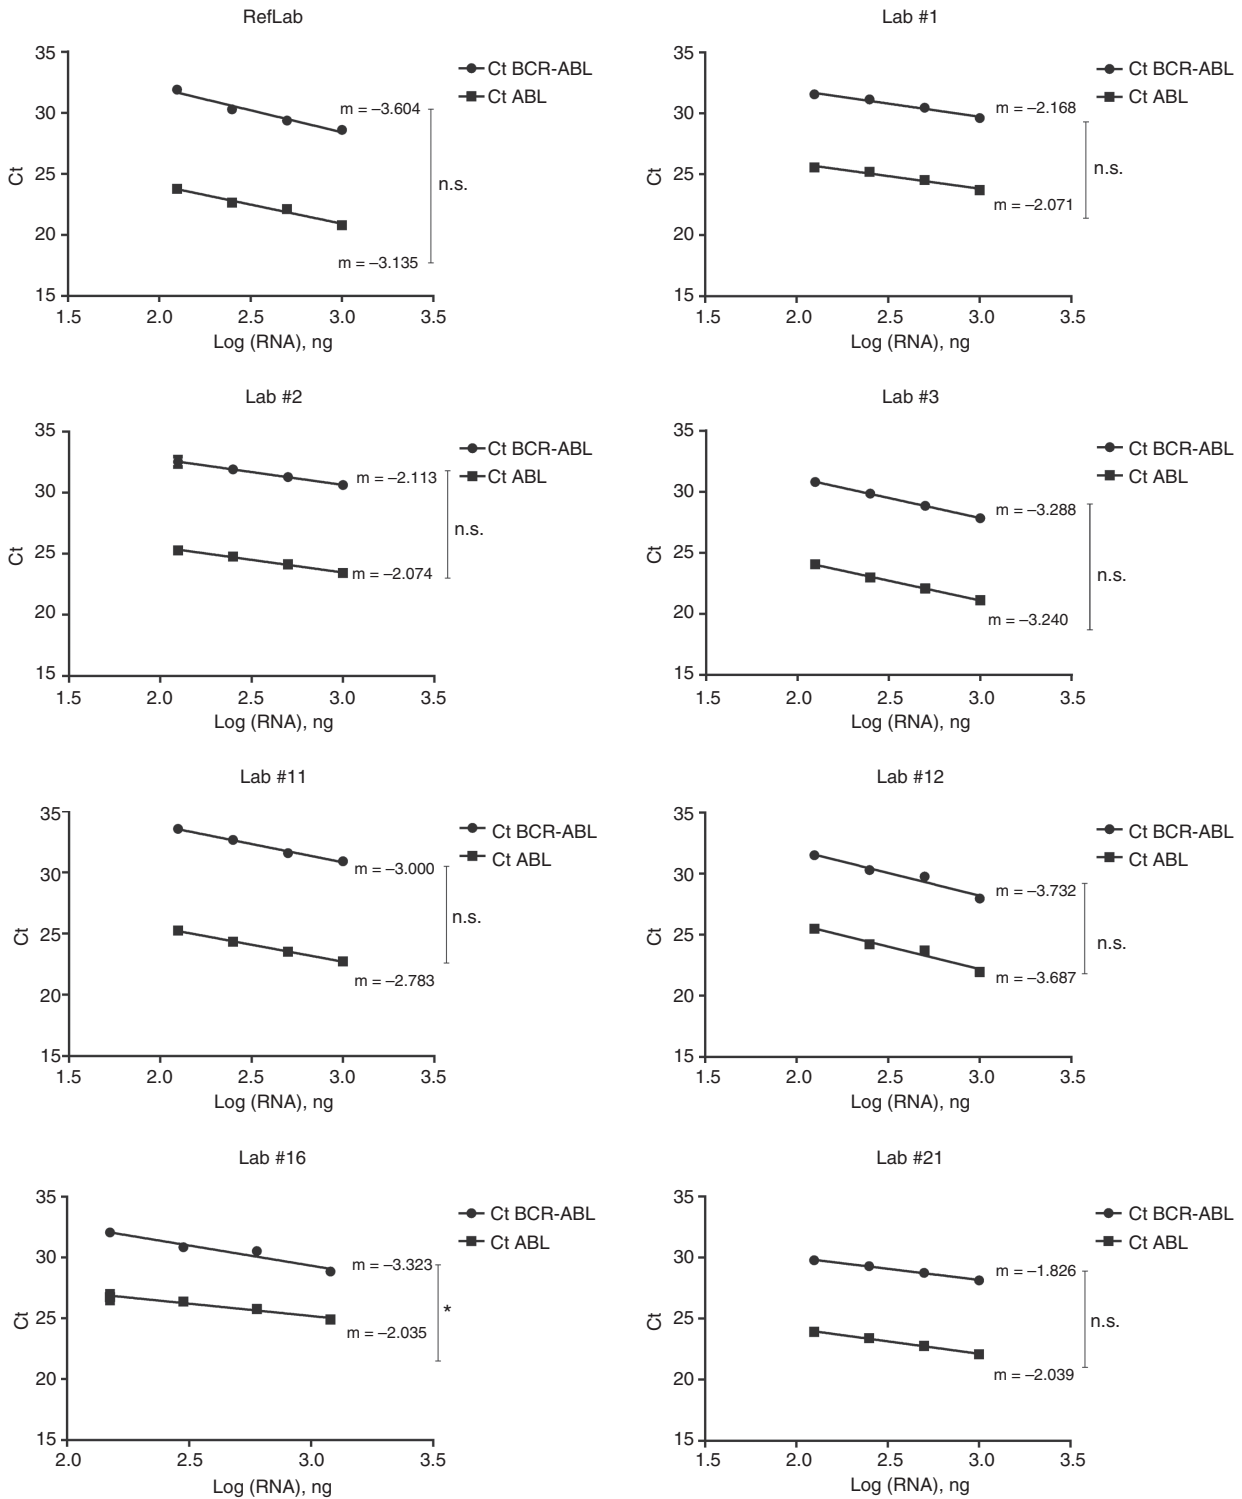 RefLab
35
30
25
20
15
Ct
1.5 2.0 2.5 3.0 3.5
Log (RNA), ng
Ct BCR-ABL
Ct ABL
m = –3.604
n.s.
m = –3.135
Lab #1
35
30
25
20
15
Ct
1.5 2.0 2.5 3.0 3.5
Log (RNA), ng
Ct BCR-ABL
Ct ABL
m = –2.168
n.s.
m = –2.071
Lab #2
35
30
25
20
15
Ct
1.5 2.0 2.5 3.0 3.5
Log (RNA), ng
Ct BCR-ABL
Ct ABL
m = –2.113
n.s.
m = –2.074
Lab #3
35
30
25
20
15
Ct
1.5 2.0 2.5 3.0 3.5
Log (RNA), ng
Ct BCR-ABL
Ct ABL
m = –3.288
n.s.
m = –3.240
Lab #11
35
30
25
20
15
Ct
1.5 2.0 2.5 3.0 3.5
Log (RNA), ng
Ct BCR-ABL
Ct ABL
m = –3.000
n.s.
m = –2.783
Lab #12
35
30
25
20
15
Ct
1.5 2.0 2.5 3.0 3.5
Log (RNA), ng
Ct BCR-ABL
Ct ABL
m = –3.732
n.s.
m = –3.687
Lab #16
35
30
25
20
15
Ct
2.0 2.5 3.0 3.5
Log (RNA), ng
Ct BCR-ABL
Ct ABL
m = –3.323
*
m = –2.035
Lab #21
35
30
25
20
15
Ct
1.5 2.0 2.5 3.0 3.5
Log (RNA), ng
Ct BCR-ABL
Ct ABL
m = –1.826
n.s.
m = –2.039